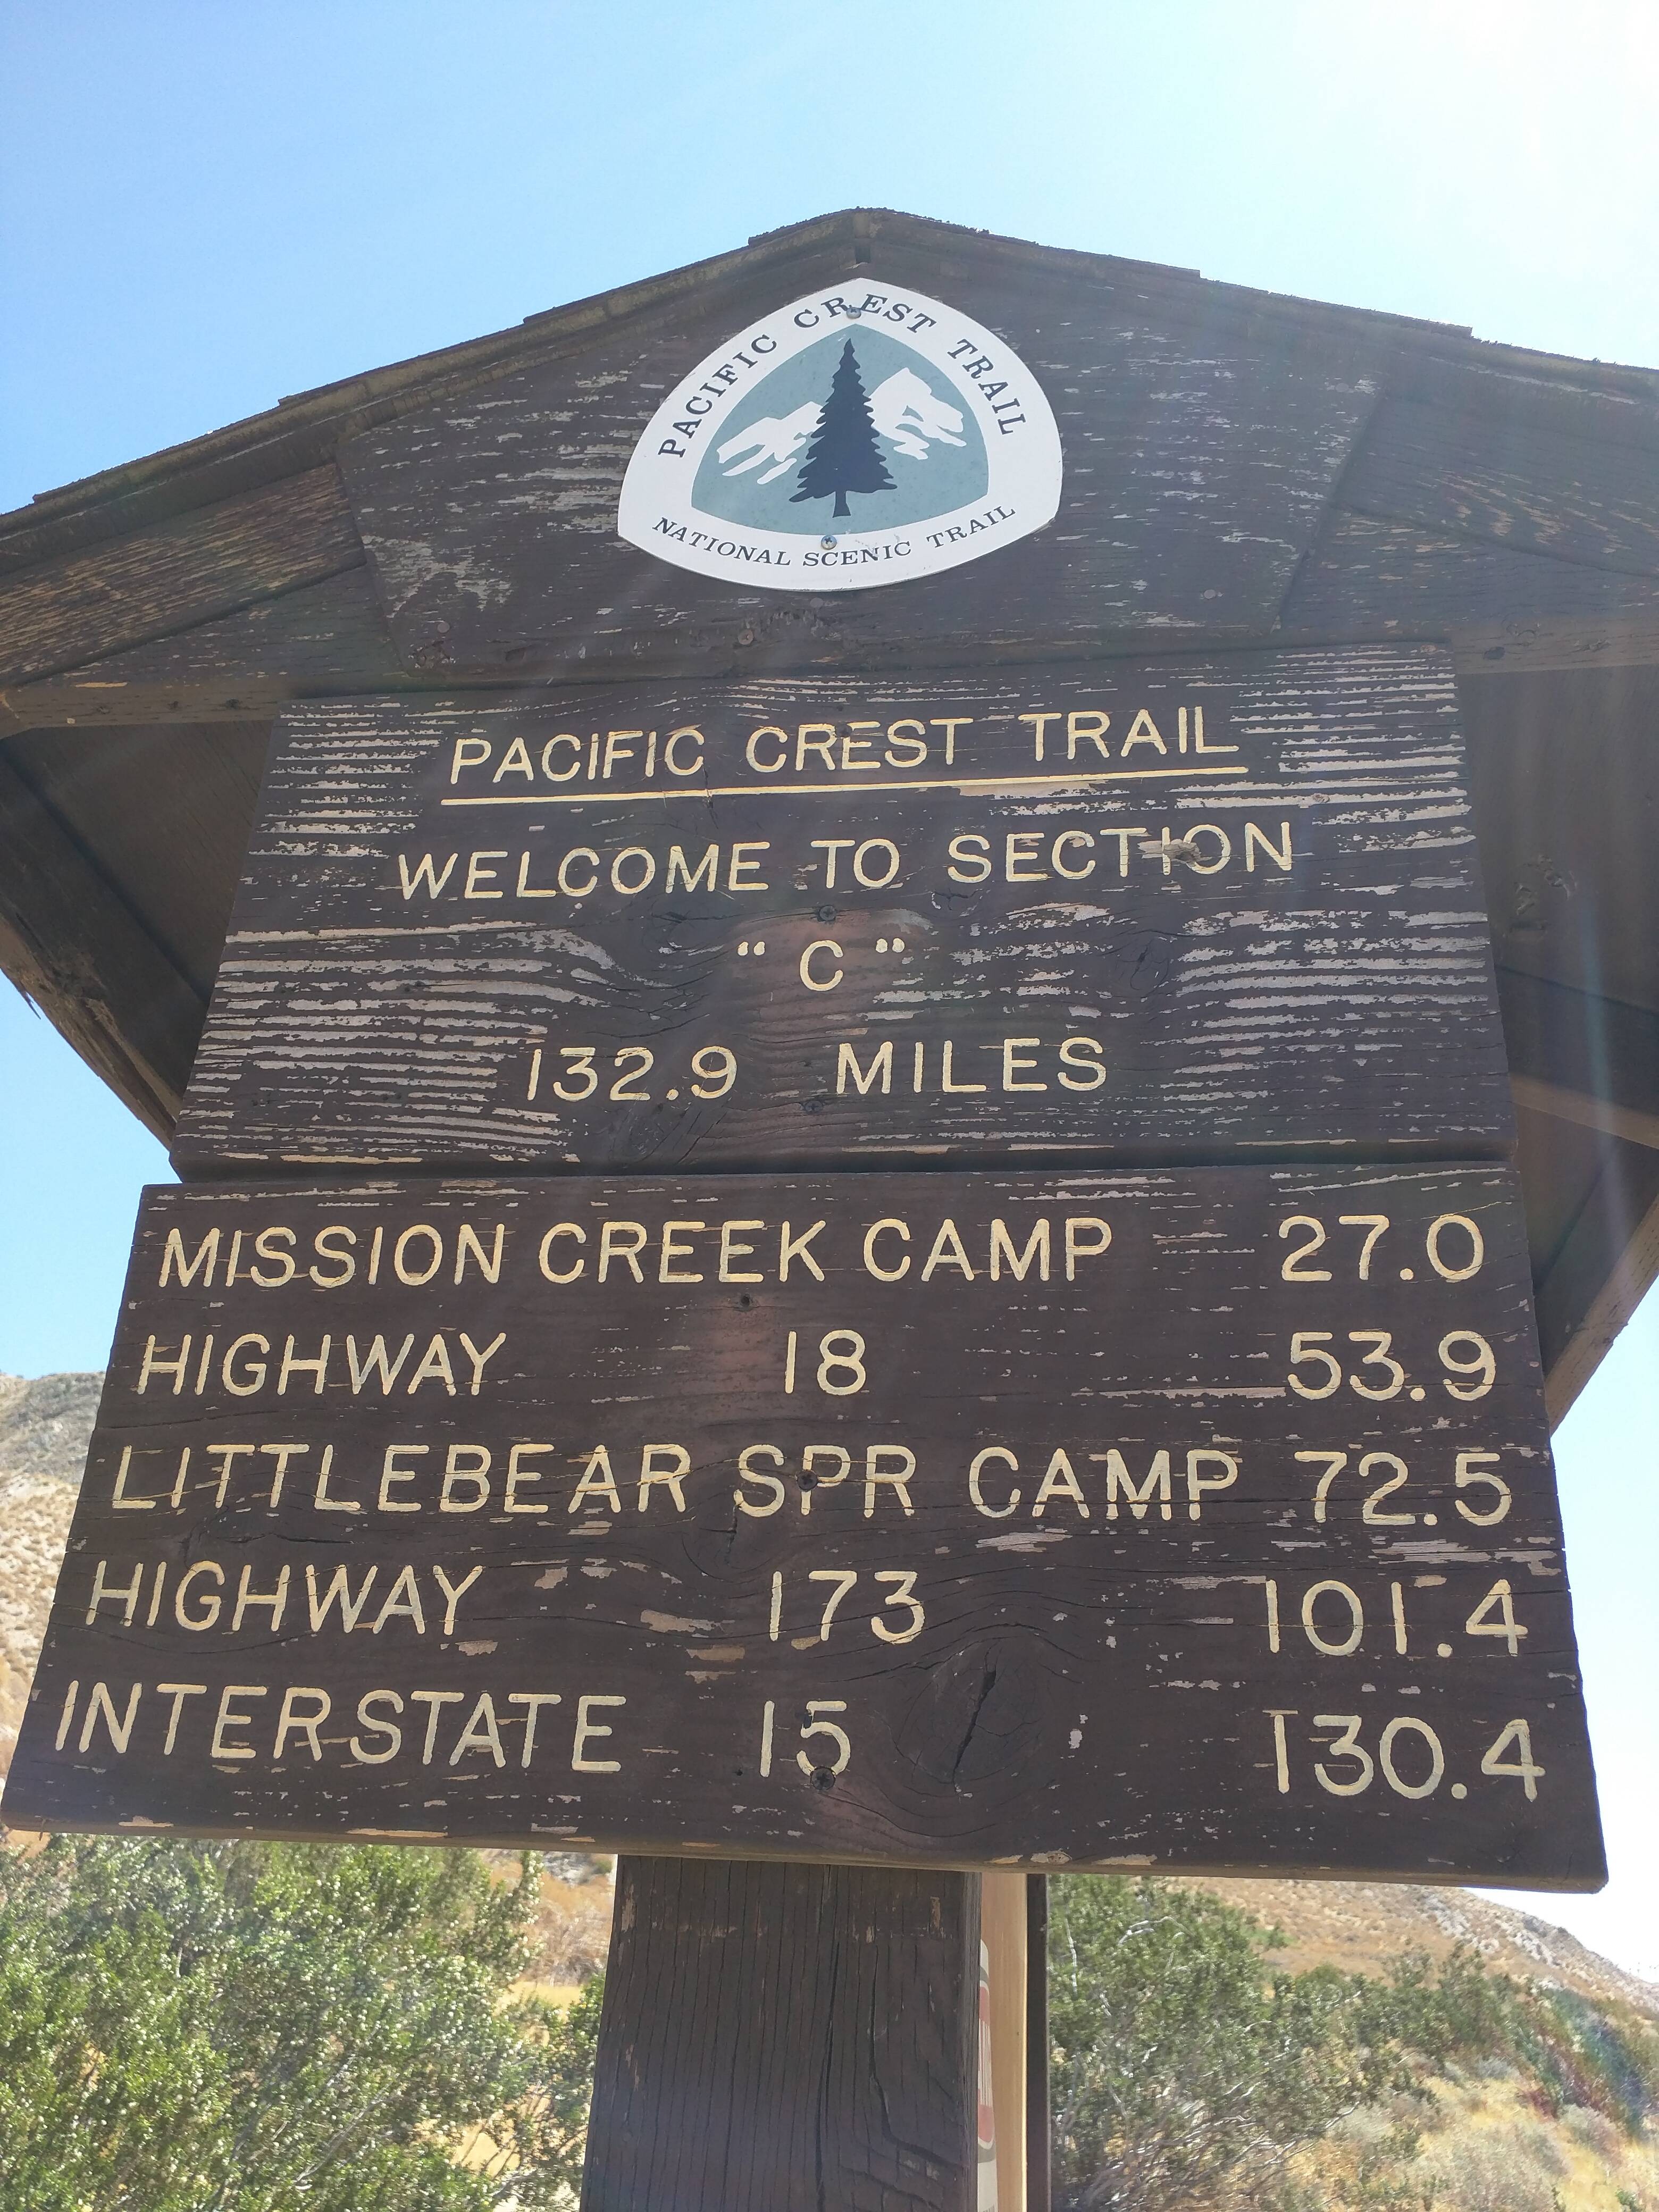 PACIFIC CREST TRAIL
NATIONAL SCENIC TRAIL
PACIFIC CREST TRAIL
WELCOME TO SECTION
“ C ”
132.9 MILES
MISSION CREEK CAMP 27.0
HIGHWAY 18 53.9
LITTLEBEAR SPR CAMP 72.5
HIGHWAY 173 101.4
INTERSTATE 15 130.4